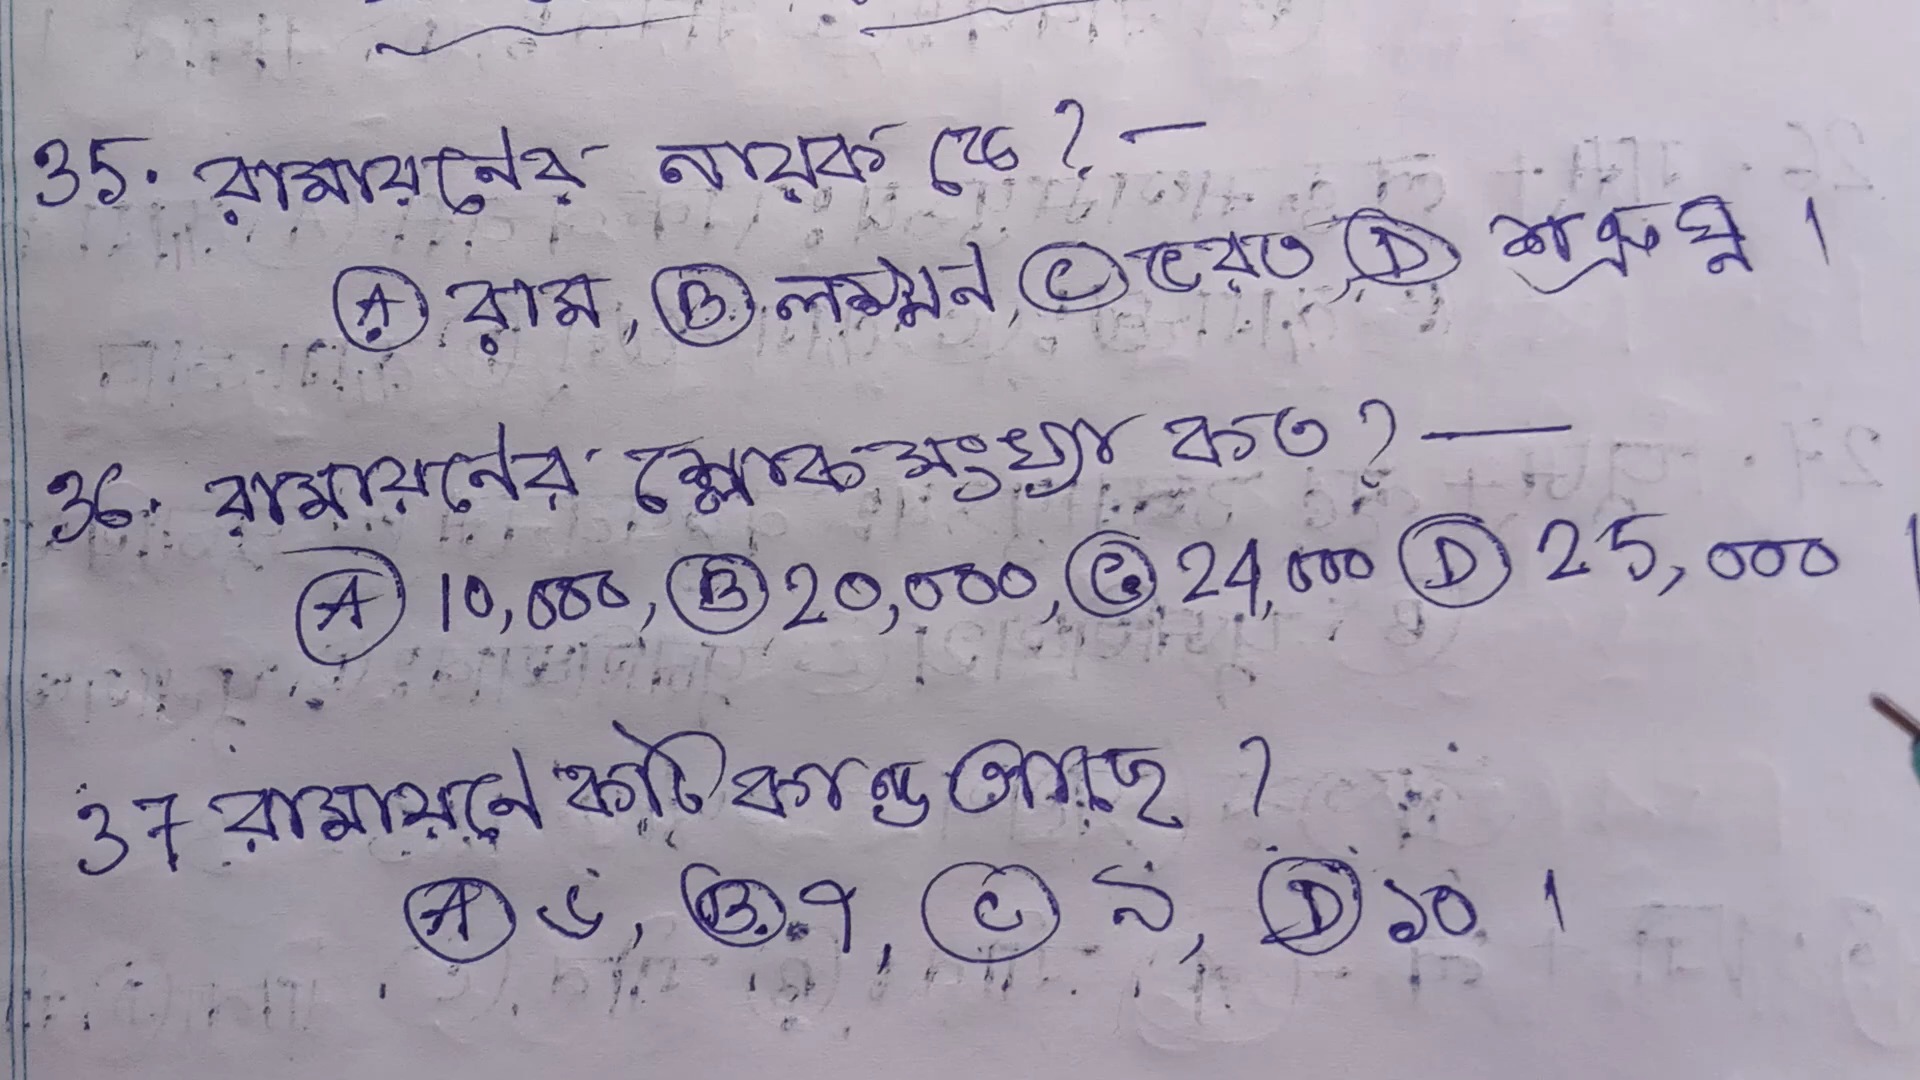 35. রামায়নের নায়ক কে? —
Ⓐ রাম, Ⓑ লক্ষ্মন, Ⓒ ভরত, Ⓓ শত্রুঘ্ন ।
36. রামায়নের শ্লোক সংখ্যা কত? —
Ⓐ 10,000, Ⓑ 20,000, Ⓒ 24,000 Ⓓ 25,000 ।
37 রামায়নে কটি কান্ড আছে ?
Ⓐ ৬, Ⓑ ৭, Ⓒ ৯, Ⓓ ১০ ।